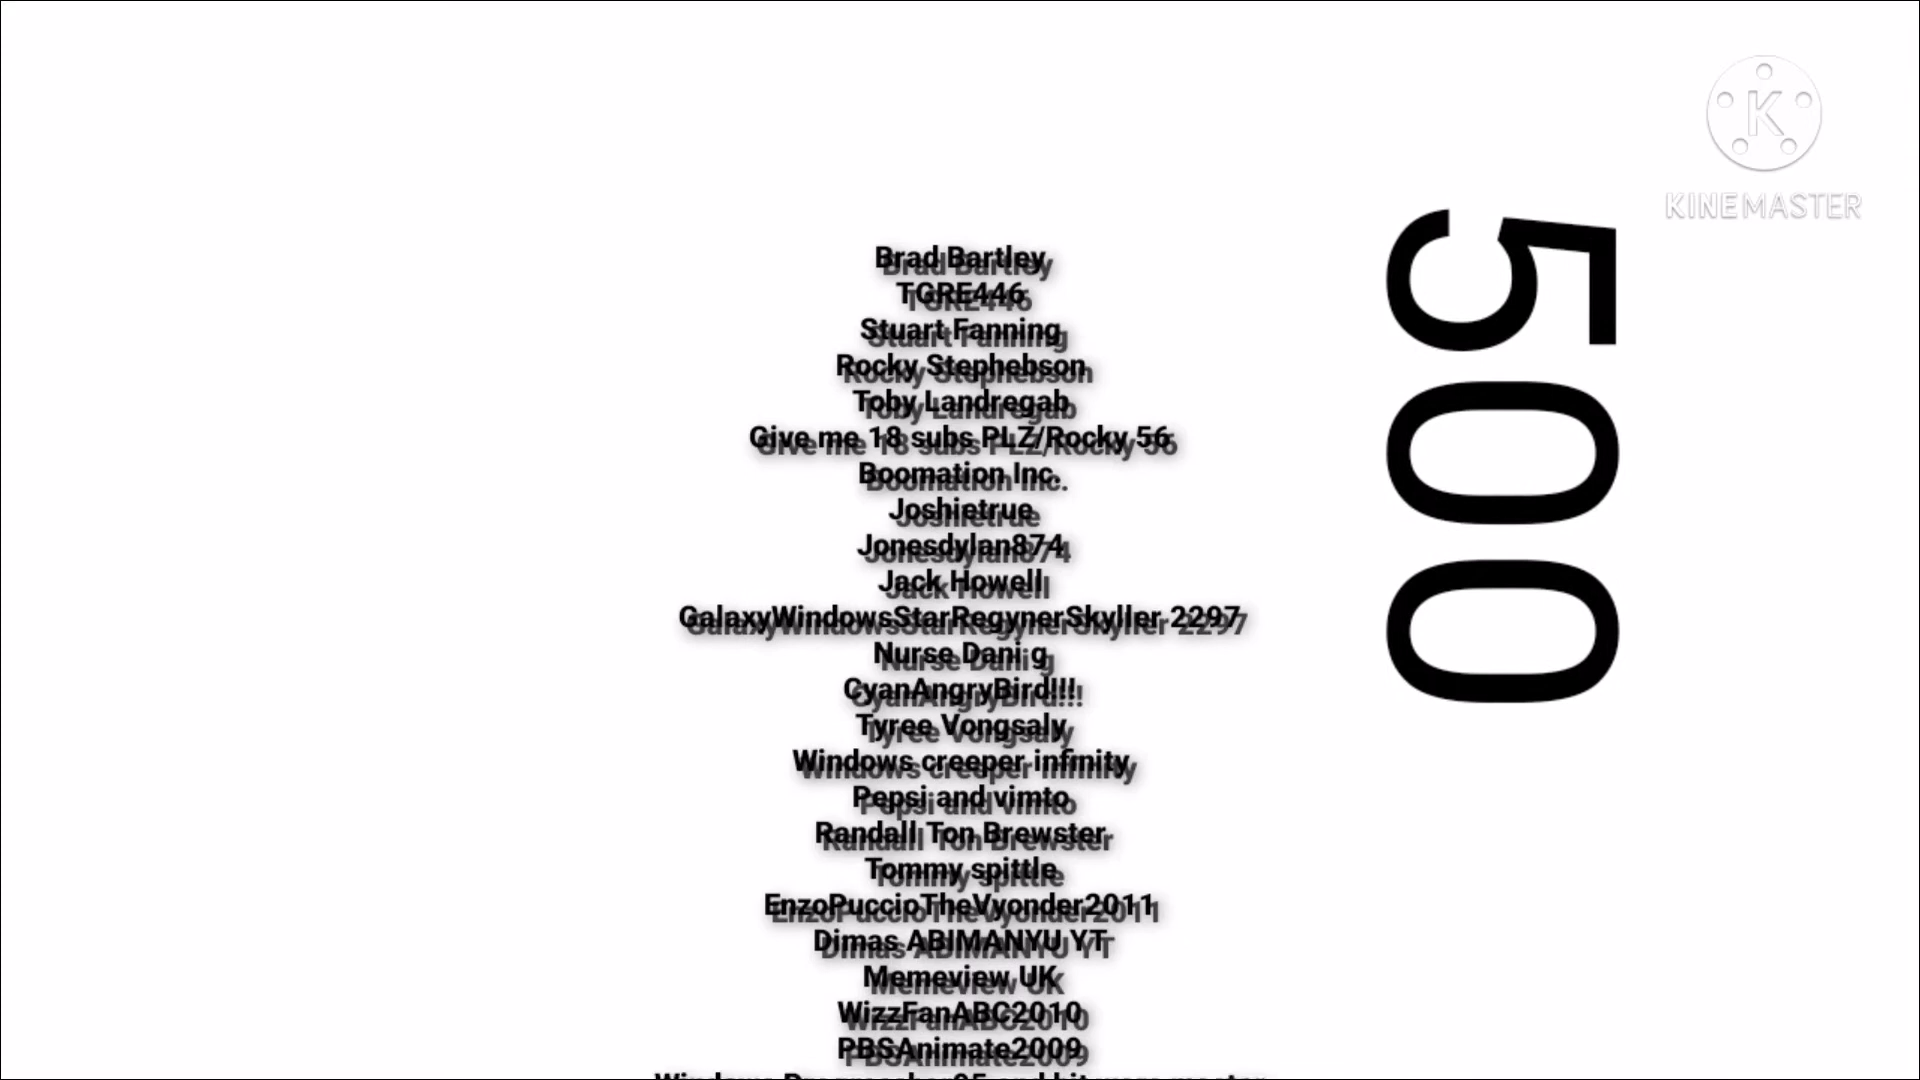 KINEMASTER
500
Brad Bartley
TGRE446
Stuart Fanning
Rocky Stephebson
Toby Landregab
Give me 18 subs PLZ/Rocky 56
Boomation Inc.
Joshietrue
Jonesdylan874
Jack Howell
GalaxyWindowsStarRegynerSkyller 2297
Nurse Dani g
CyanAngryBird!!!
Tyree Vongsaly
Windows creeper infinity
Pepsi and vimto
Randall Ton Brewster
Tommy spittle
EnzoPuccioTheVyonder2011
Dimas ABIMANYU YT
Memeview UK
WizzFanABC2010
PBSAnimate2009